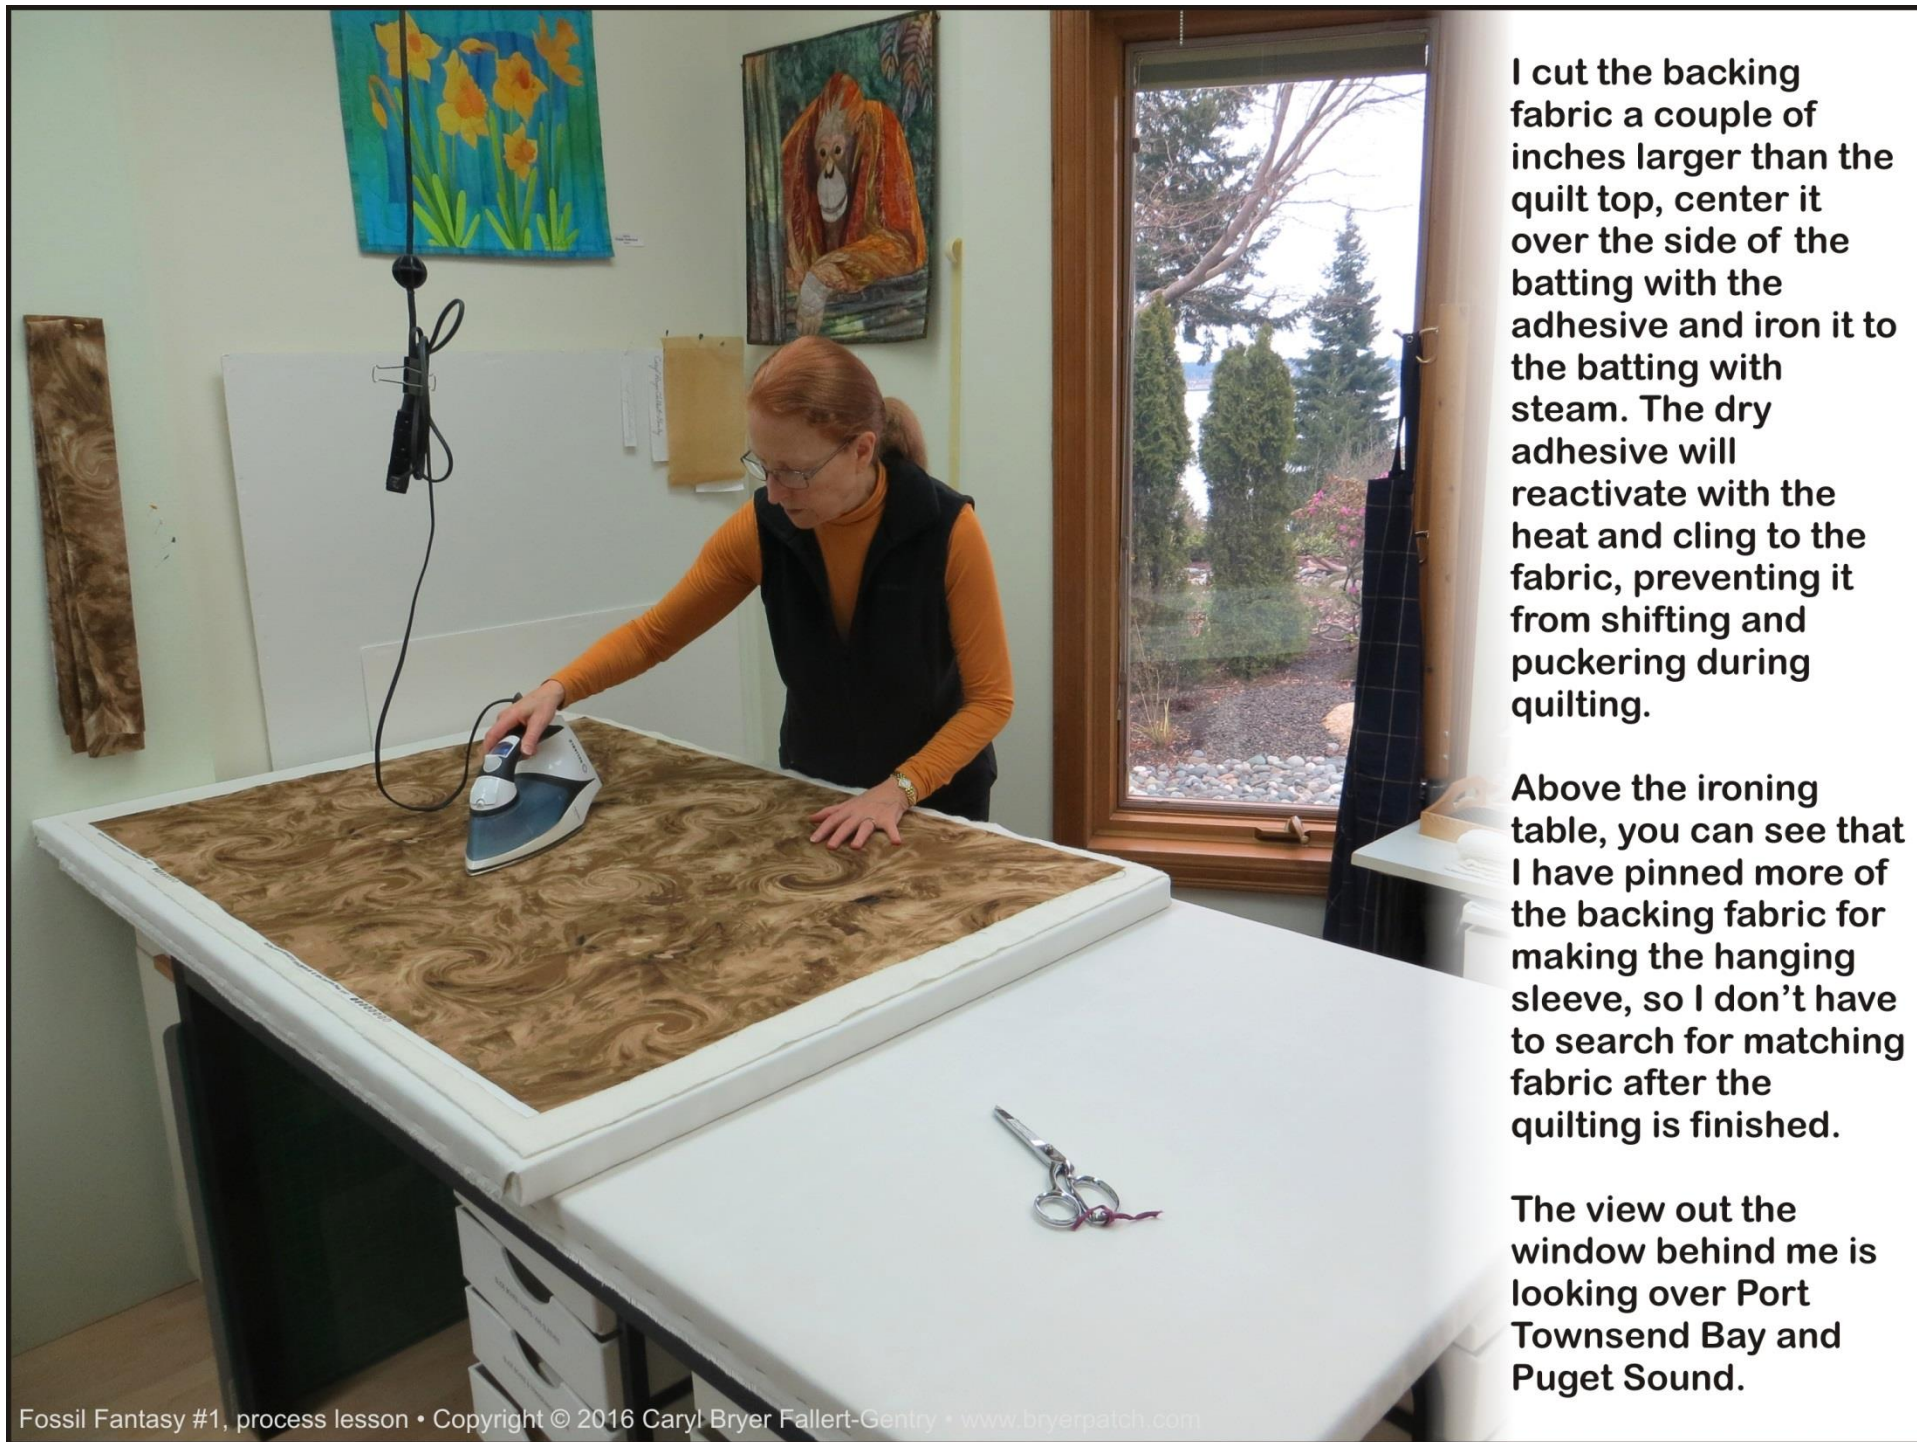 I cut the backing
fabric a couple of
inches larger than the
quilt top, center it
over the side of the
batting with the
adhesive and iron it to
the batting with
steam. The dry
adhesive will
reactivate with the
heat and cling to the
fabric, preventing it
from shifting and
puckering during
quilting.
Above the ironing
table, you can see that
I have pinned more of
the backing fabric for
making the hanging
sleeve, so I don’t have
to search for matching
fabric after the
quilting is finished.
The view out the
window behind me is
looking over Port
Townsend Bay and
Puget Sound.
Fossil Fantasy #1, process lesson • Copyright © 2016 Caryl Bryer Fallert-Gentry • www.bryerpatch.com